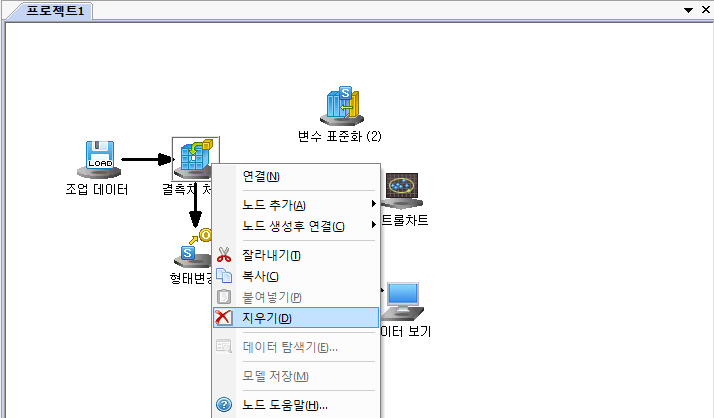 프로젝트1
변수 표준화 (2)
LOAD
조업 데이터
결측치 처
연결(N)
노드 추가(A)
노드 생성후 연결(C)
트롤차트
형태변경
잘라내기(T)
복사(C)
붙여넣기(P)
지우기(D)
이터 보기
데이터 탐색기(E)...
모델 저장(M)
노드 도움말(H)...